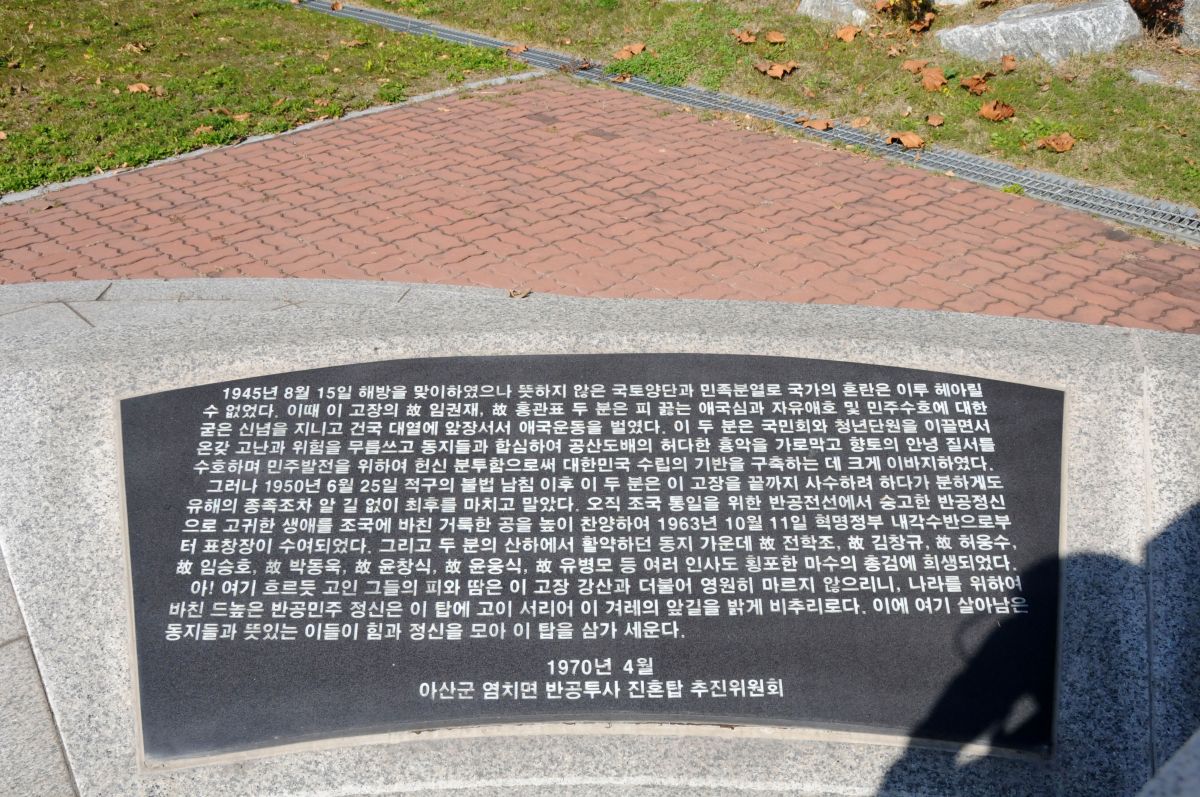 1945년 8월 15일 해방을 맞이하였으나 뜻하지 않은 국토양단과 민족분열로 국가의 혼란은 이루 헤아릴
수 없었다. 이때 이 고장의 故 임권재, 故 홍관표 두 분은 피 끓는 애국심과 자유애호 및 민주수호에 대한
굳은 신념을 지니고 건국 대열에 앞장서서 애국운동을 벌였다. 이 두 분은 국민회와 청년단원을 이끌면서
온갖 고난과 위험을 무릅쓰고 동지들과 합심하여 공산도배의 허다한 흉악을 가로막고 향토의 안녕 질서를
수호하며 민주발전을 위하여 헌신 분투함으로써 대한민국 수립의 기반을 구축하는 데 크게 이바지하였다.
그러나 1950년 6월 25일 적구의 불법 남침 이후 이 두 분은 이 고장을 끝까지 사수하려 하다가 분하게도
유해의 종족조차 알 길 없이 최후를 마치고 말았다. 오직 조국 통일을 위한 반공전선에서 숭고한 반공정신
으로 고귀한 생애를 조국에 바친 거룩한 공을 높이 찬양하여 1963년 10월 11일 혁명정부 내각수반으로부
터 표창장이 수여되었다. 그리고 두 분의 산하에서 활약하던 동지 가운데 故 전학조, 故 김창규, 故 허웅수,
故 임승호, 故 박동옥, 故 윤창식, 故 윤웅식, 故 유병모 등 여러 인사도 횡포한 마수의 총검에 희생되었다.
아! 여기 흐르듯 고인 그들의 피와 땀은 이 고장 강산과 더불어 영원히 마르지 않으리니, 나라를 위하여
바친 드높은 반공민주 정신은 이 탑에 고이 서리어 이 겨레의 앞길을 밝게 비추리로다. 이에 여기 살아남은
동지들과 뜻있는 이들이 힘과 정신을 모아 이 탑을 삼가 세운다.
1970년 4월
아산군 염치면 반공투사 진혼탑 추진위원회